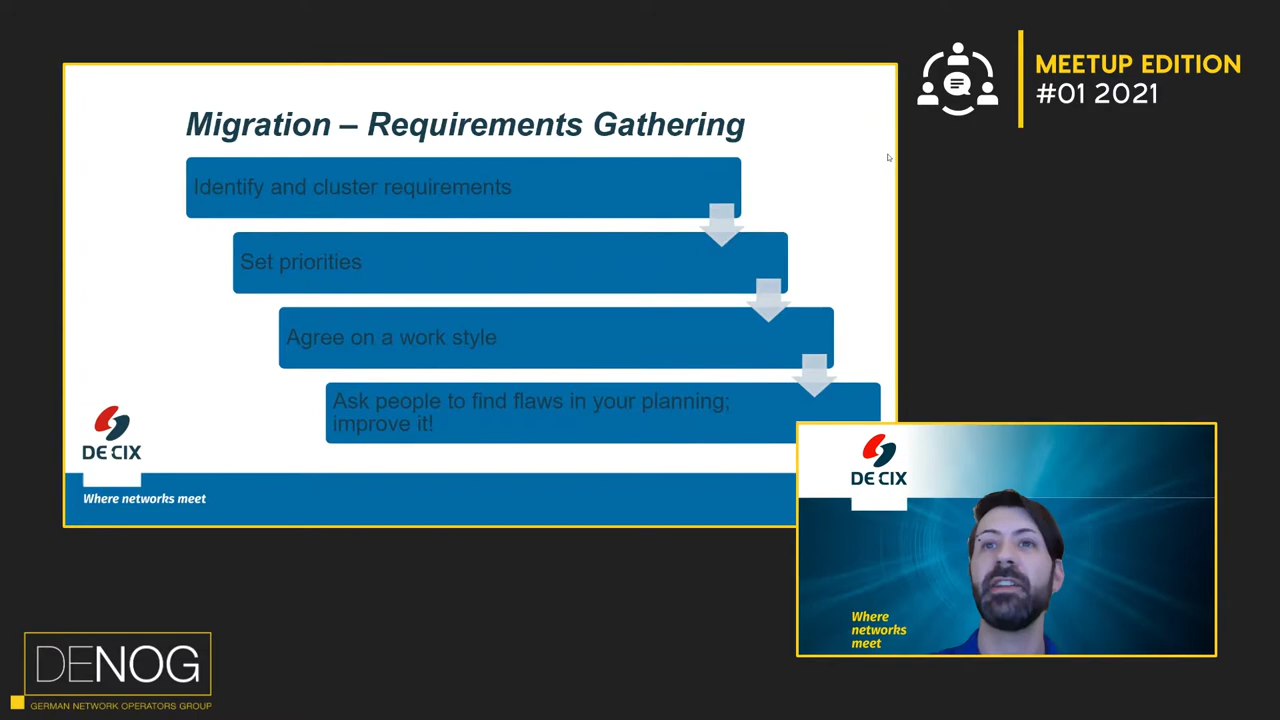 MEETUP EDITION
#01 2021
Migration – Requirements Gathering
Identify and cluster requirements
Set priorities
Agree on a work style
Ask people to find flaws in your planning;
improve it!
DE CIX
Where networks meet
DE CIX
Where
networks
meet
DENOG
GERMAN NETWORK OPERATORS GROUP